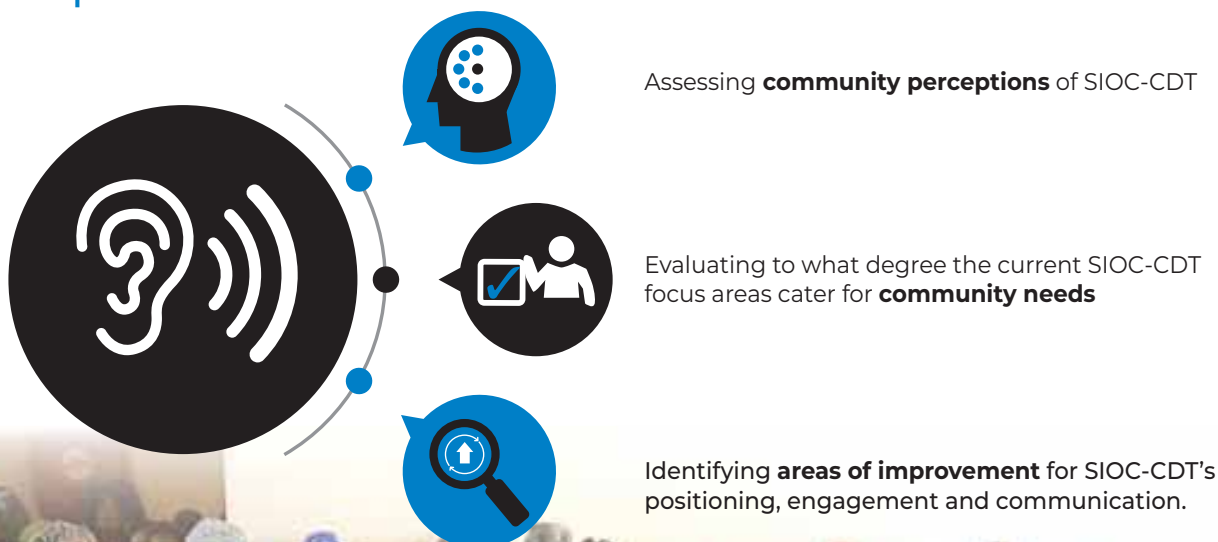 Assessing community perceptions of SIOC-CDT
Evaluating to what degree the current SIOC-CDT
focus areas cater for community needs
Identifying areas of improvement for SIOC-CDT's
positioning, engagement and communication.